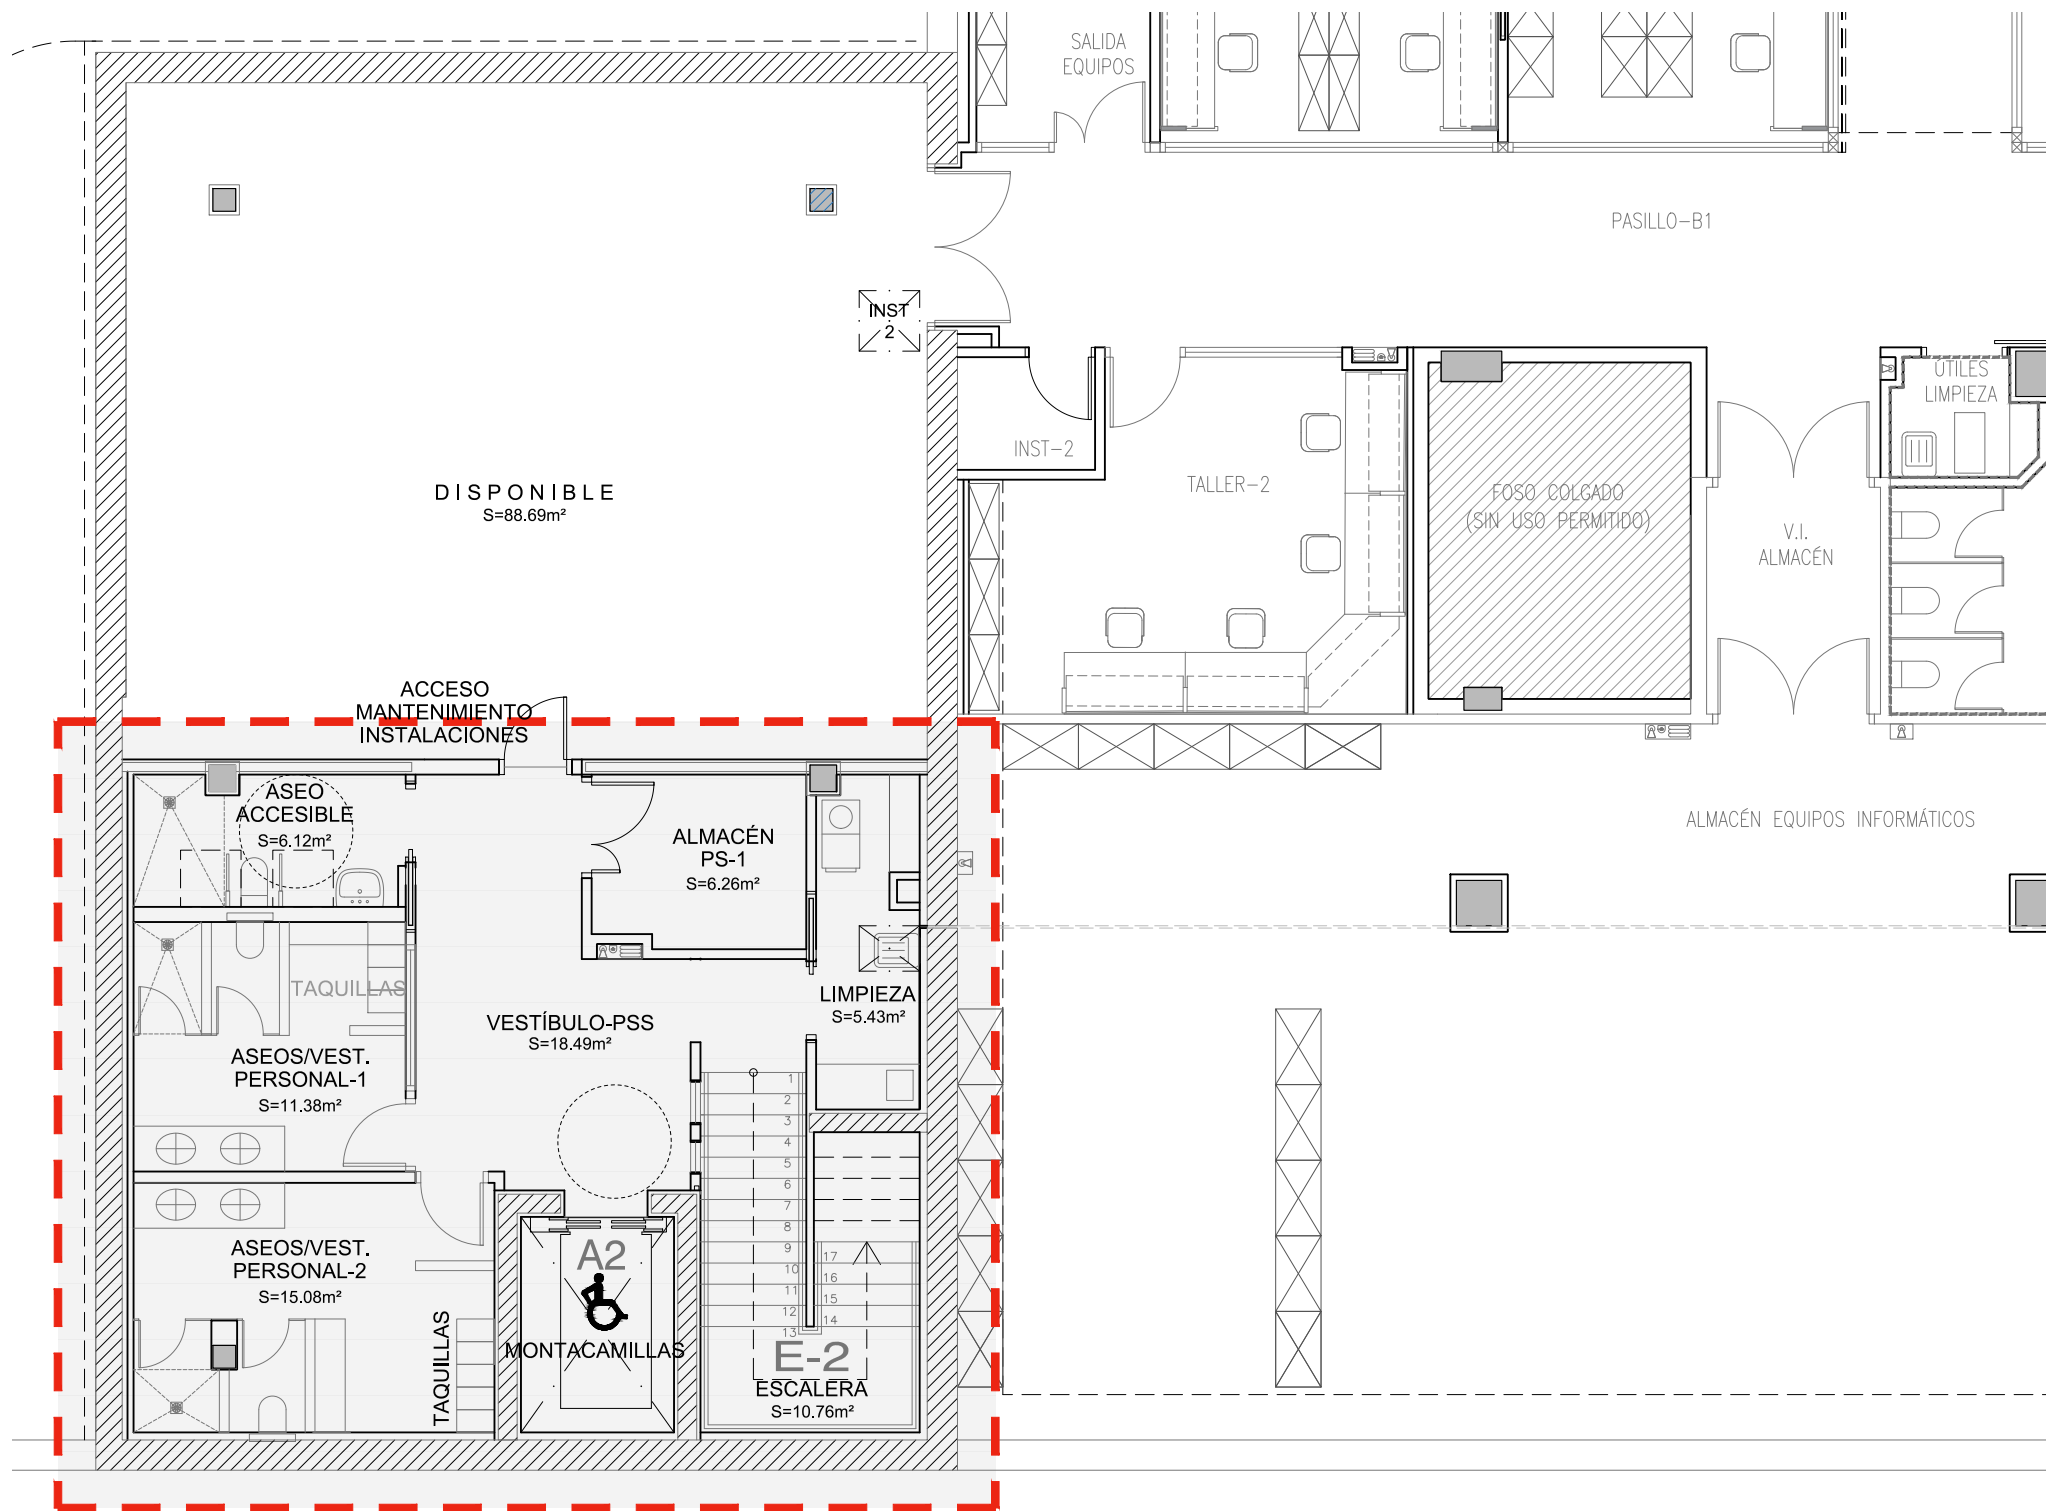 SALIDA
EQUIPOS
PASILLO-B1
INST
2
ÚTILES
LIMPIEZA
INST-2
TALLER-2
DISPONIBLE
S=88.69m²
FOSO COLGADO
(SIN USO PERMITIDO)
V.I.
ALMACÉN
ACCESO
MANTENIMIENTO
INSTALACIONES
ASEO
ACCESIBLE
S=6.12m²
ALMACÉN
PS-1
S=6.26m²
ALMACÉN EQUIPOS INFORMÁTICOS
TAQUILLAS
LIMPIEZA
S=5.43m²
VESTÍBULO-PSS
S=18.49m²
ASEOS/VEST.
PERSONAL-1
S=11.38m²
1
2
3
4
5
6
7
8
9
10
11
12
13
17
16
15
14
ASEOS/VEST.
PERSONAL-2
S=15.08m²
A2
MONTACAMILLAS
TAQUILLAS
E-2
ESCALERA
S=10.76m²